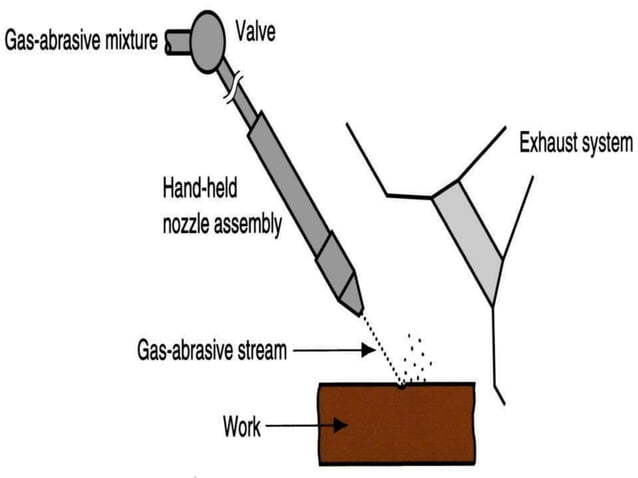 Gas-abrasive mixture
Valve
Exhaust system
Hand-held
nozzle assembly
Gas-abrasive stream
Work